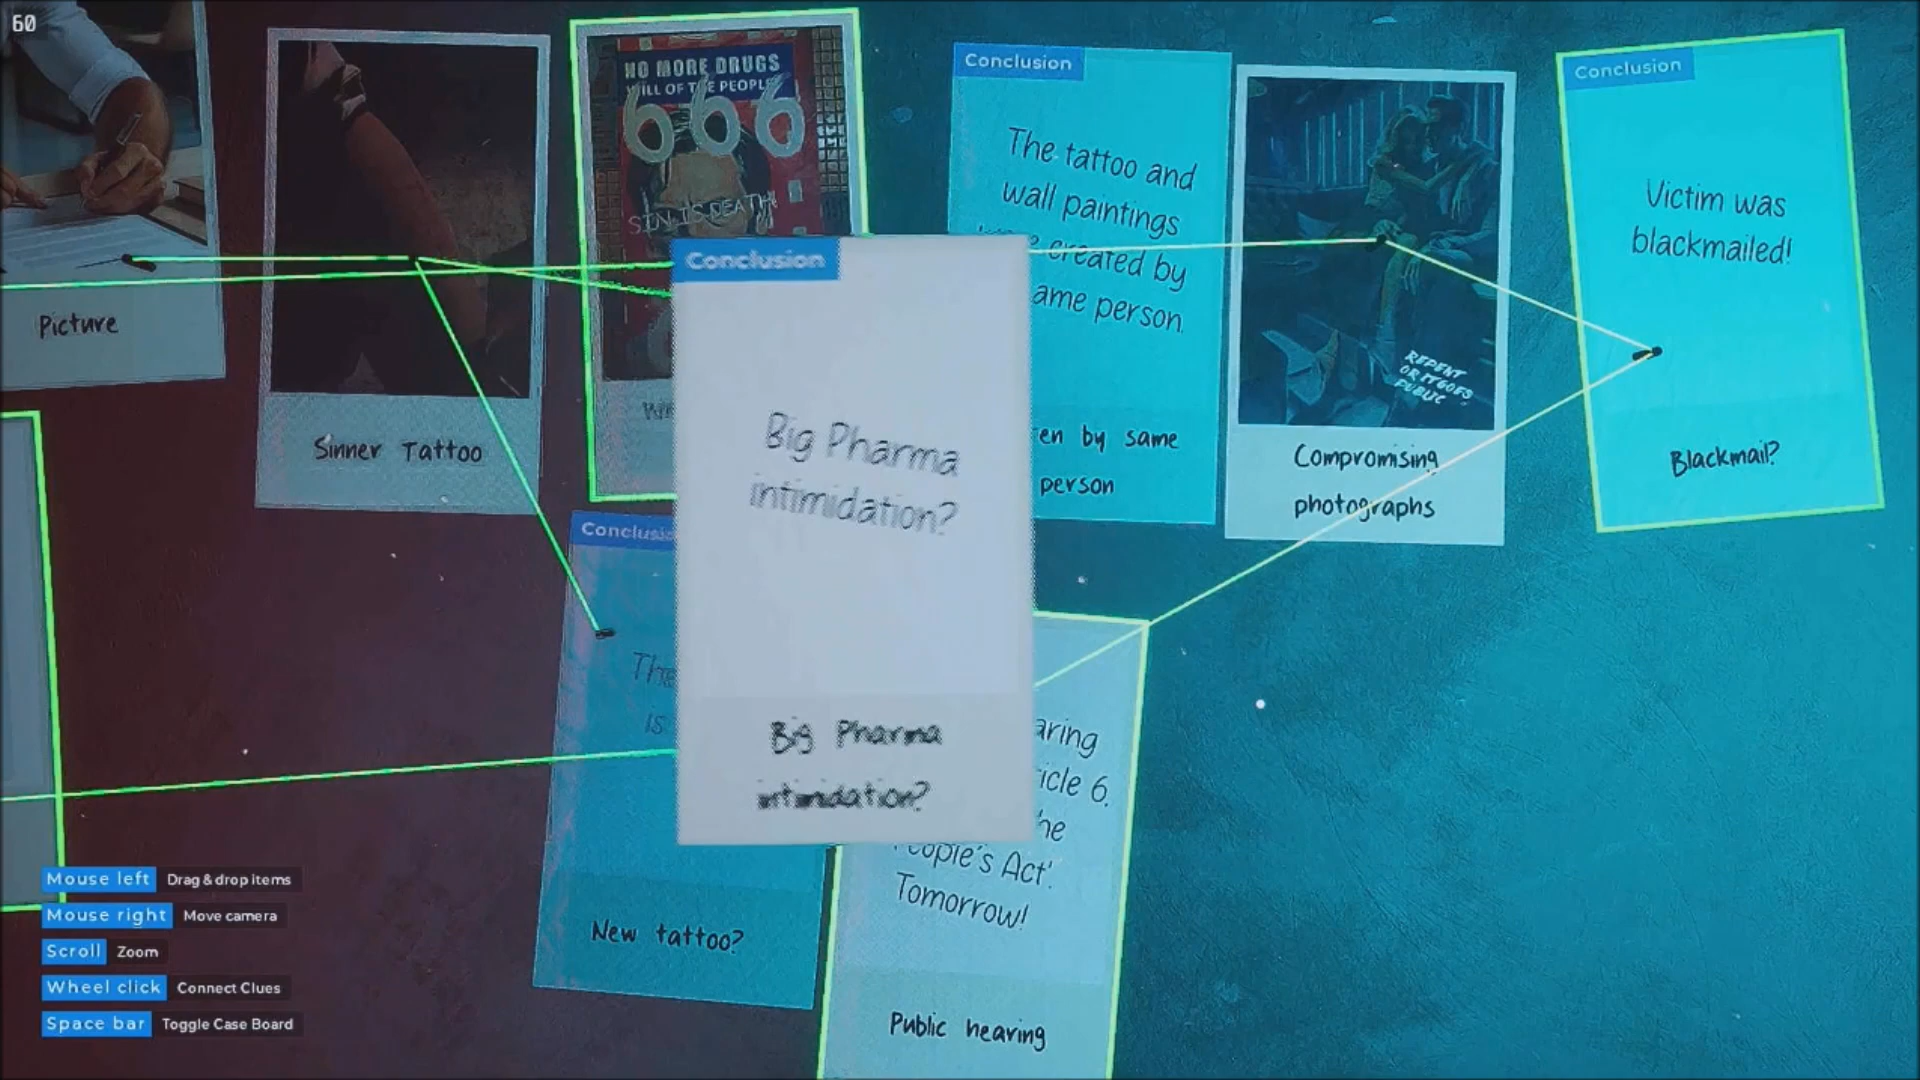 60
Picture
Sinner Tattoo
NO MORE DRUGS
WILL OF THE PEOPLE
666
SIN IS DEATH!
Conclusion
The tattoo and
wall paintings
created by
ame person.
en by same
person
REPENT
OR IT GOES
PUBLIC
Compromising
photographs
Conclusion
Victim was
blackmailed!
Blackmail?
Conclusion
Big Pharma
intimidation?
Big Pharma
intimidation?
Conclusio
The
is
New tattoo?
aring
icle 6.
he
People's Act'.
Tomorrow!
Public hearing
Mouse left Drag & drop items
Mouse right Move camera
Scroll Zoom
Wheel click Connect Clues
Space bar Toggle Case Board